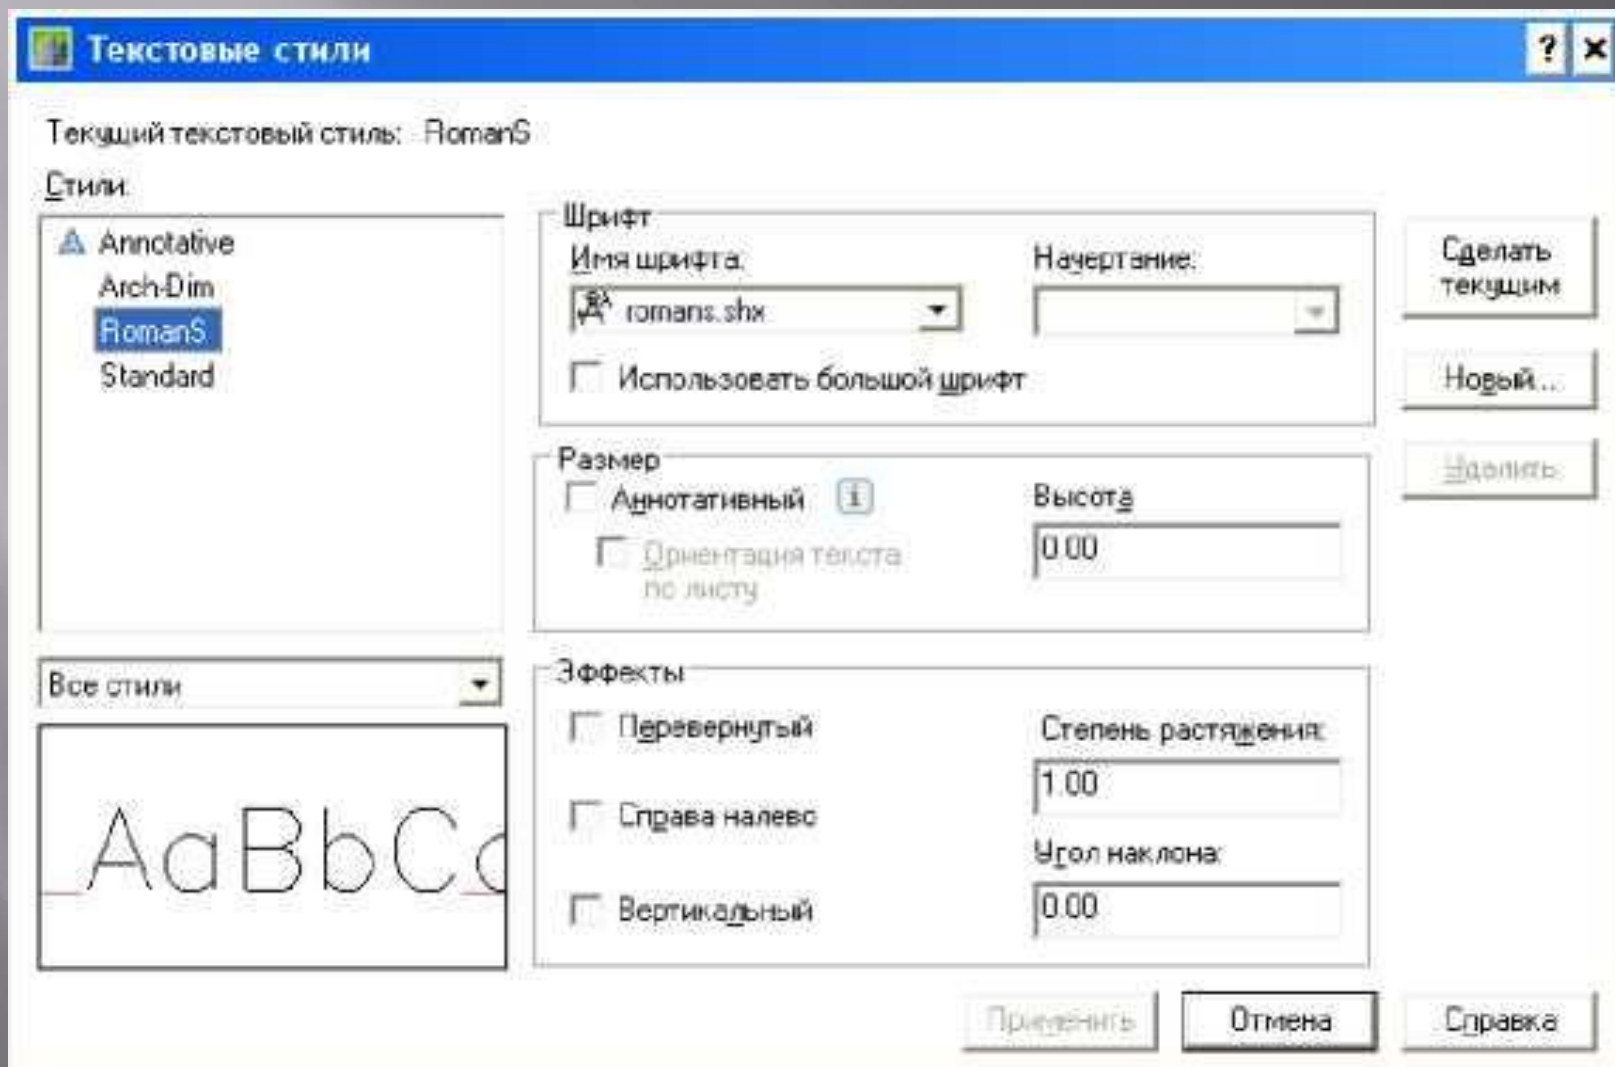 Текстовые стили
Текущий текстовый стиль: RomanS
Стили:
Annotative
Arch-Dim
RomanS
Standard
Все стили
AaBbCc
Шрифт
Имя шрифта:
romans.shx
Начертание:
Использовать большой шрифт
Размер
Аннотативный
Ориентация текста
по листу
Высота
0.00
Эффекты
Перевернутый
Справа налево
Вертикальный
Степень растяжения:
1.00
Угол наклона:
0.00
Сделать
текущим
Новый...
Удалить
Применить
Отмена
Справка